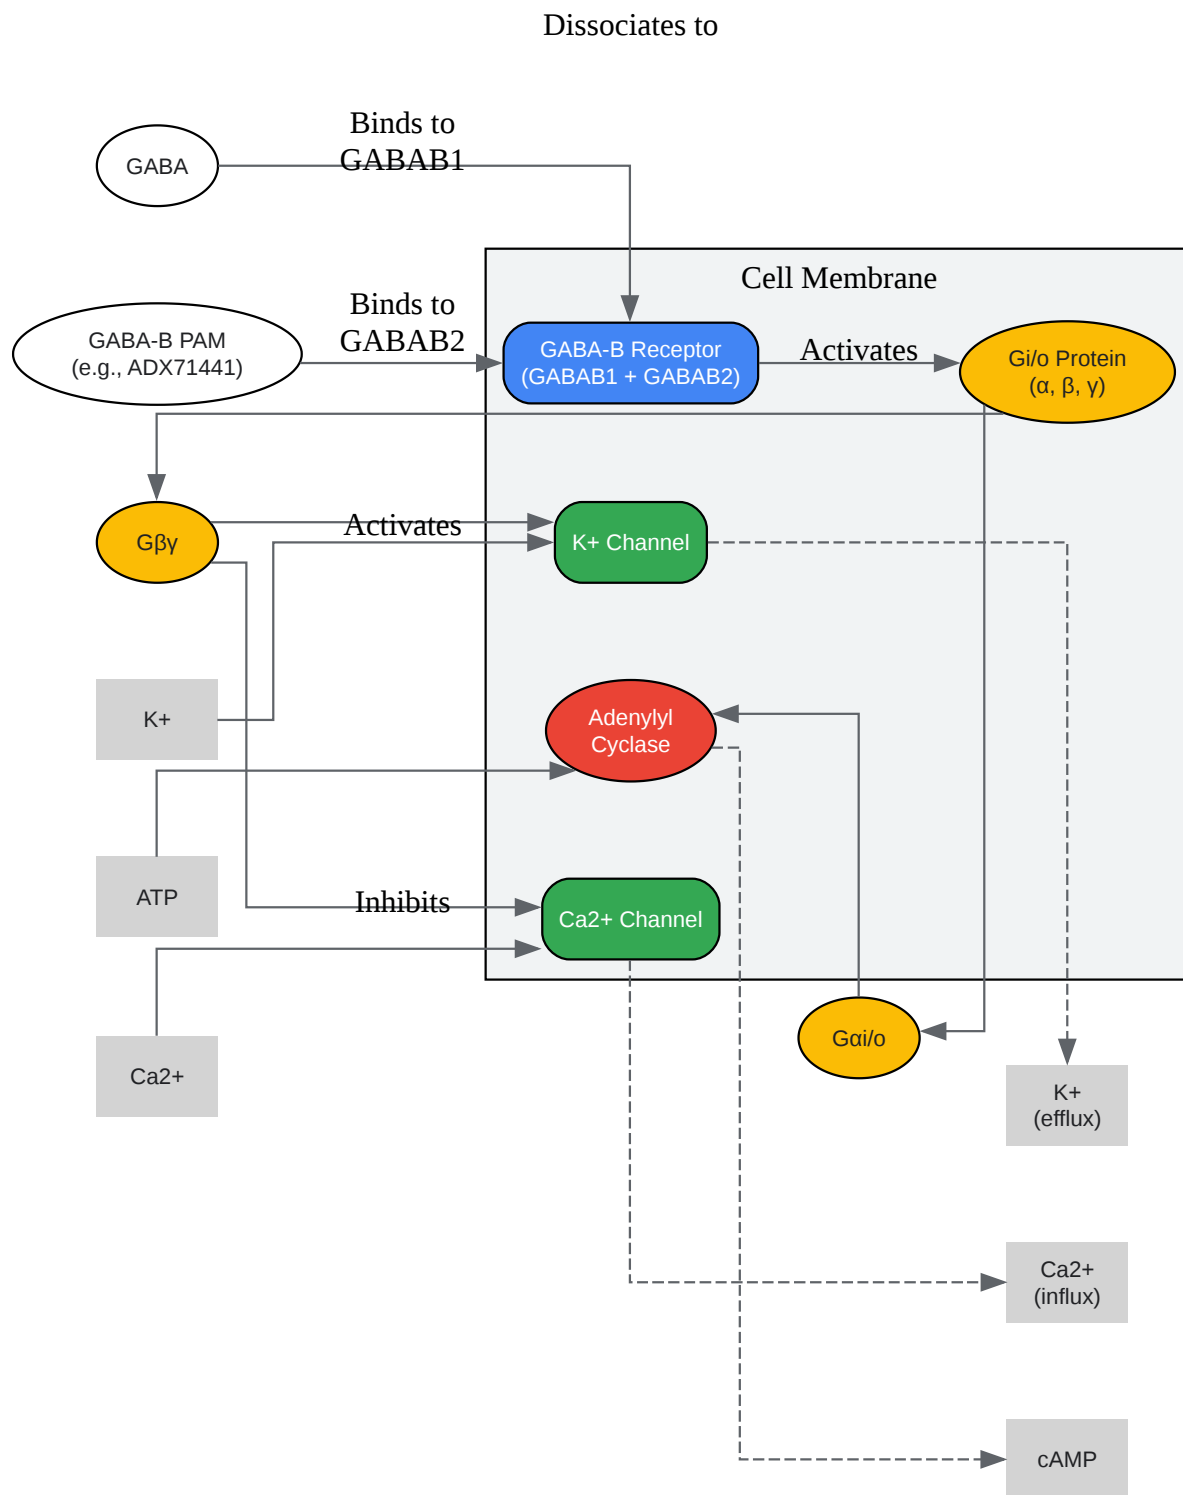 Dissociates to
Binds to
GABAB1
GABA
Cell Membrane
Binds to
GABAB2
GABA-B PAM
(e.g., ADX71441)
GABA-B Receptor
(GABAB1 + GABAB2)
Activates
Gi/o Protein
(α, β, γ)
Gβγ
Activates
K+ Channel
K+
Adenylyl
Cyclase
ATP
Inhibits
Ca2+ Channel
Ca2+
Gαi/o
K+
(efflux)
Ca2+
(influx)
cAMP